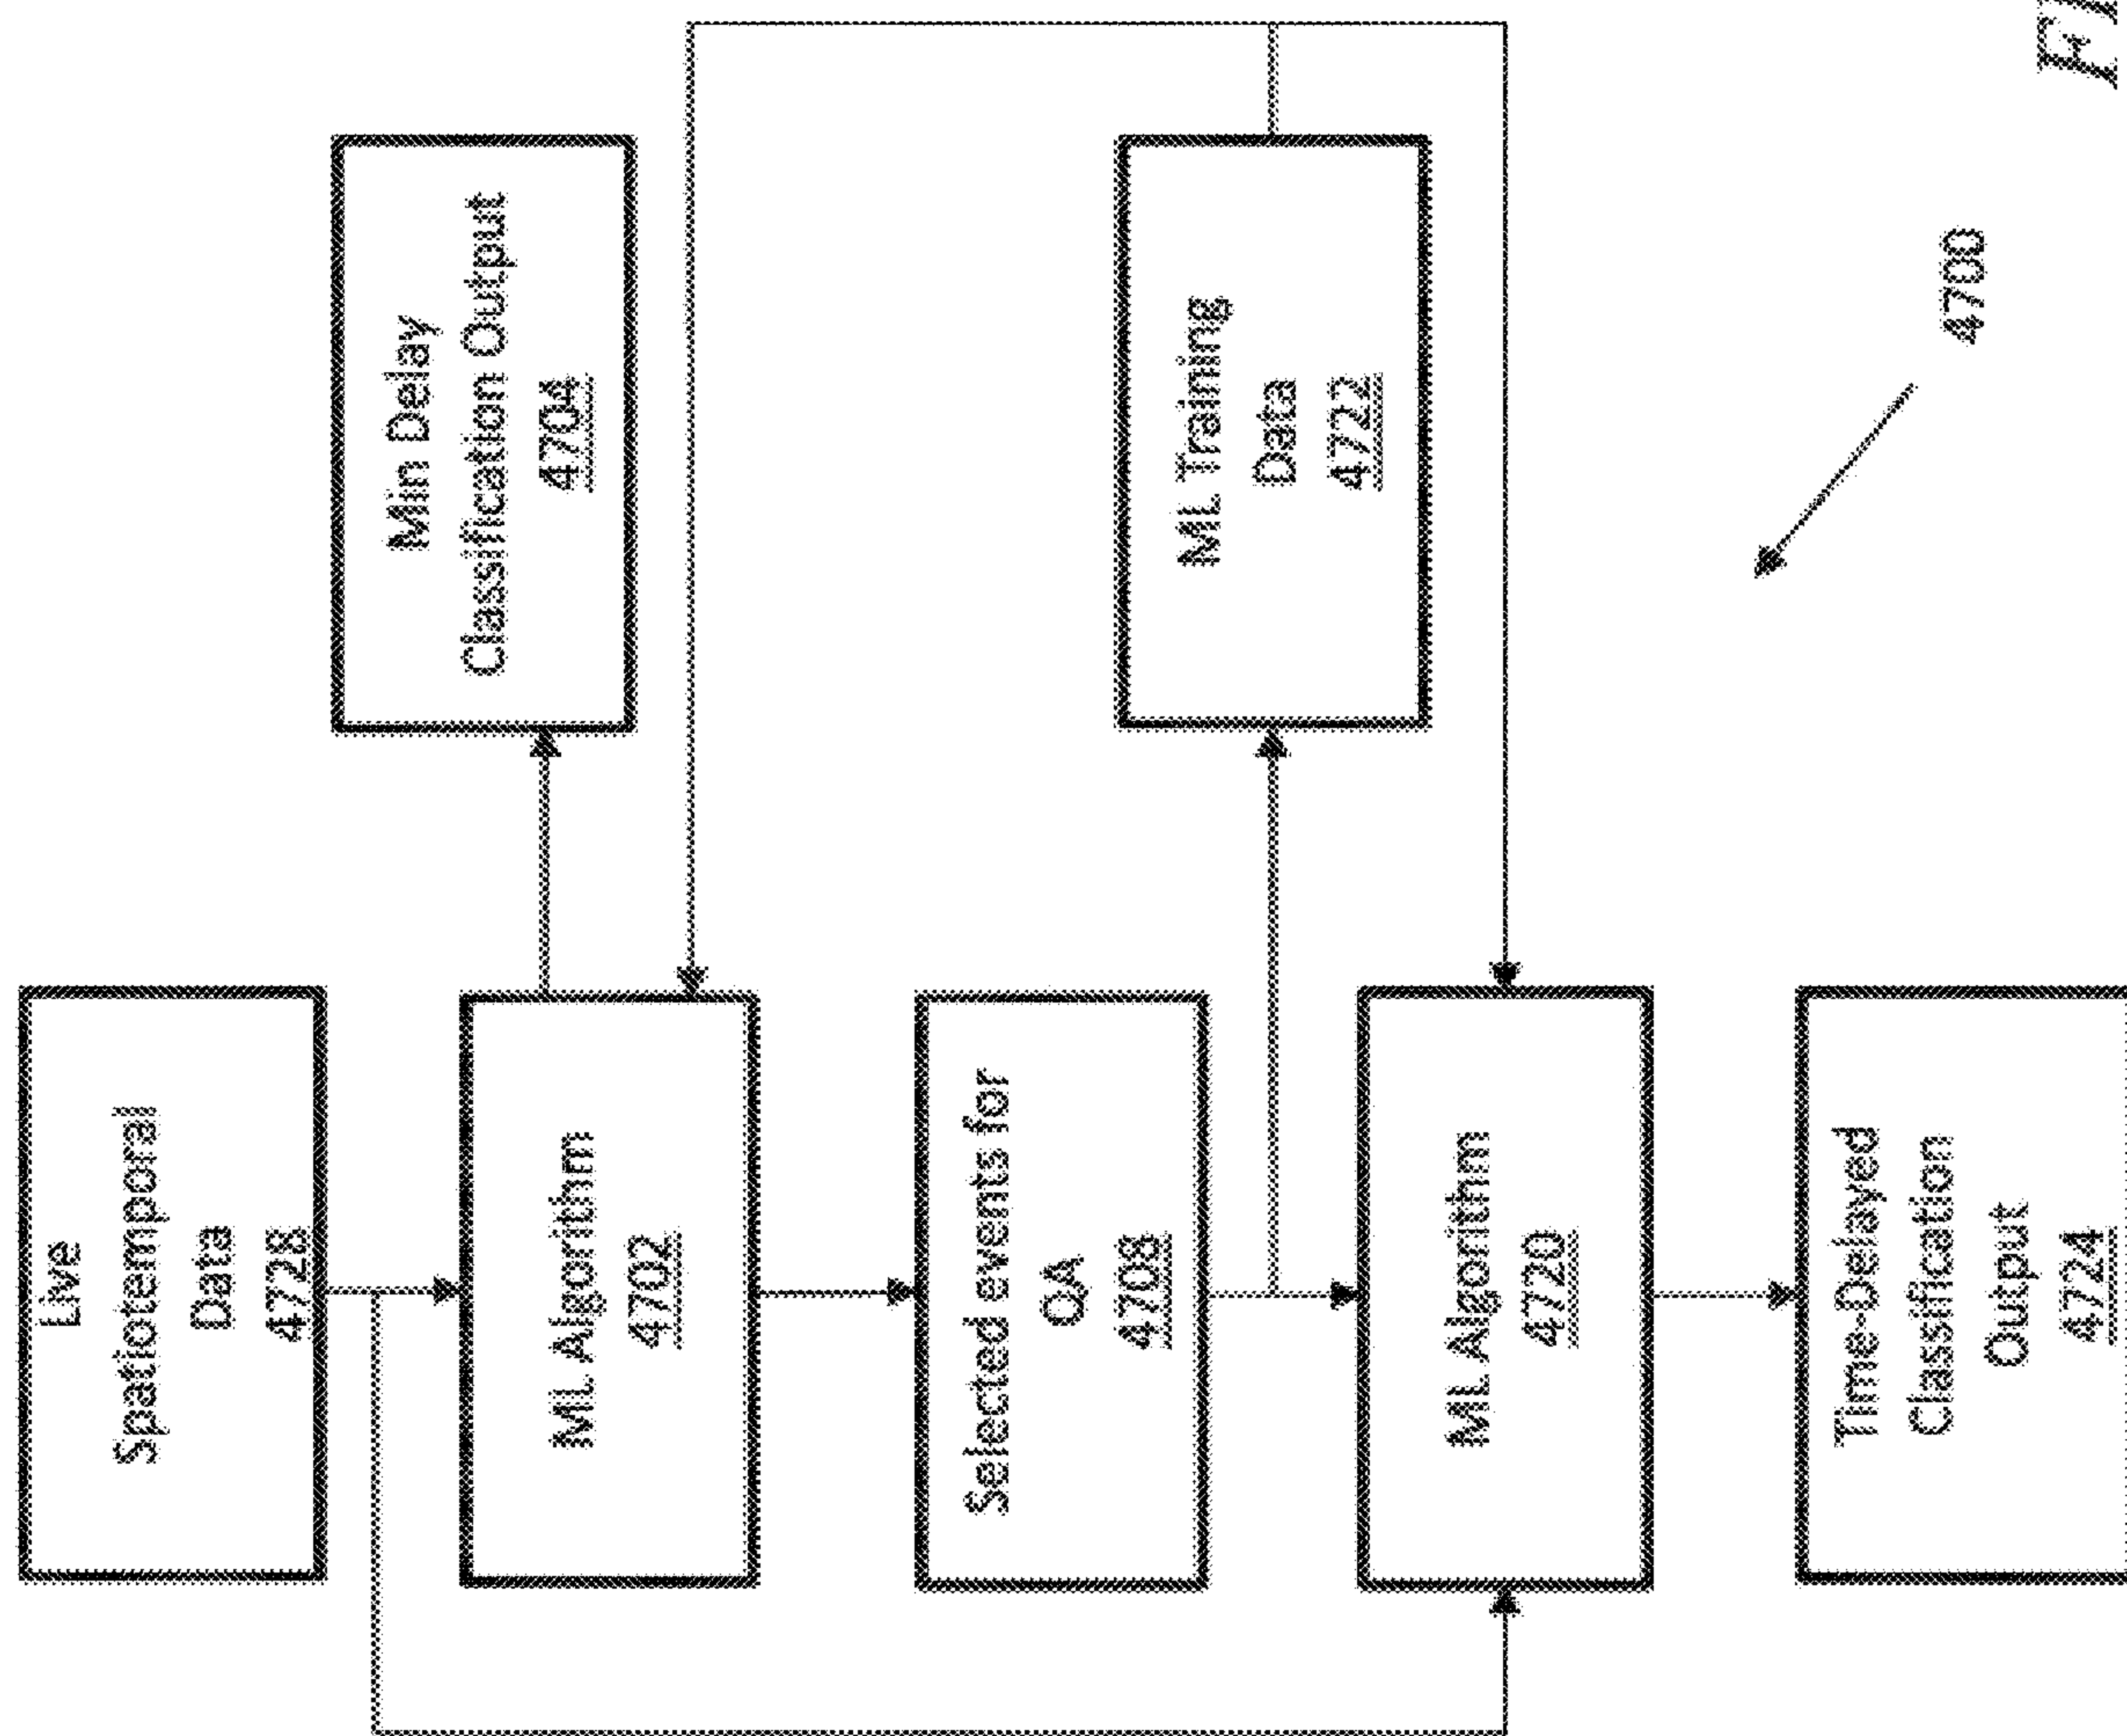 Live
Spatiotemporal
Data
4728
ML Algorithm
4702
Min Delay
Classification Output
4704
Selected events for
QA
4708
ML Training
Data
4722
ML Algorithm
4720
Time-Delayed
Classification
Output
4724
4700